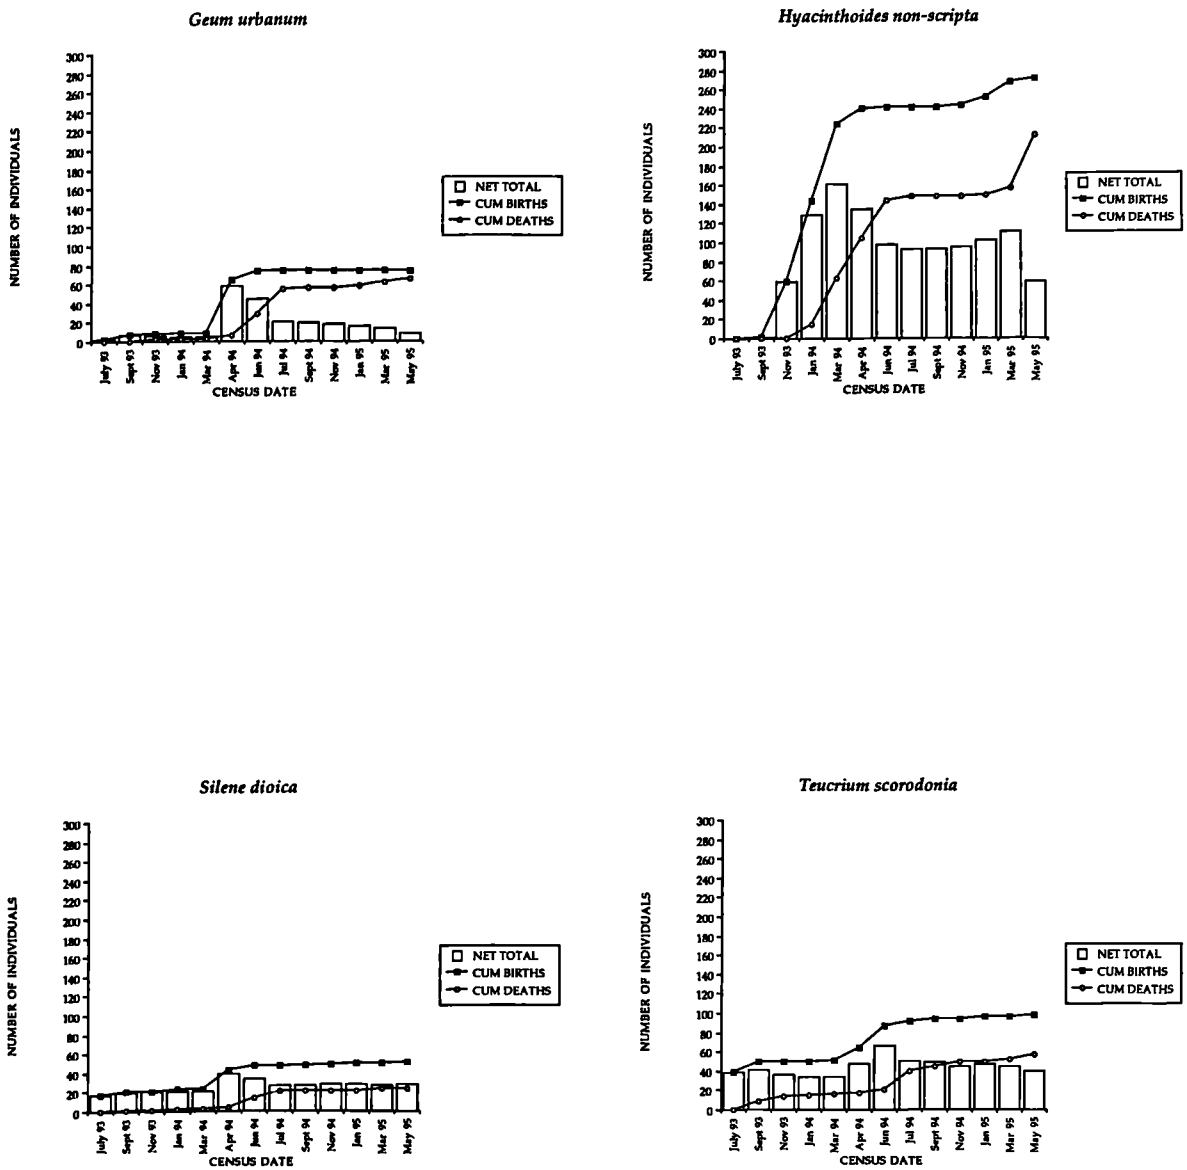 Geum urbanum
300
280
260
240
220
200
180
160
140
120
100
80
60
40
20
0
NUMBER OF INDIVIDUALS
NET TOTAL
CUM BIRTHS
CUM DEATHS
July 93
Sept 93
Nov 93
Jan 94
Mar 94
Apr 94
Jun 94
Jul 94
Sept 94
Nov 94
Jan 95
Mar 95
May 95
CENSUS DATE
Hyacinthoides non-scripta
300
280
260
240
220
200
180
160
140
120
100
80
60
40
20
0
NUMBER OF INDIVIDUALS
NET TOTAL
CUM BIRTHS
CUM DEATHS
July 93
Sept 93
Nov 93
Jan 94
Mar 94
Apr 94
Jun 94
Jul 94
Sept 94
Nov 94
Jan 95
Mar 95
May 95
CENSUS DATE
Silene dioica
300
280
260
240
220
200
180
160
140
120
100
80
60
40
20
0
NUMBER OF INDIVIDUALS
NET TOTAL
CUM BIRTHS
CUM DEATHS
July 93
Sept 93
Nov 93
Jan 94
Mar 94
Apr 94
Jun 94
Jul 94
Sept 94
Nov 94
Jan 95
Mar 95
May 95
CENSUS DATE
Teucrium scorodonia
300
280
260
240
220
200
180
160
140
120
100
80
60
40
20
0
NUMBER OF INDIVIDUALS
NET TOTAL
CUM BIRTHS
CUM DEATHS
July 93
Sept 93
Nov 93
Jan 94
Mar 94
Apr 94
Jun 94
Jul 94
Sept 94
Nov 94
Jan 95
Mar 95
May 95
CENSUS DATE